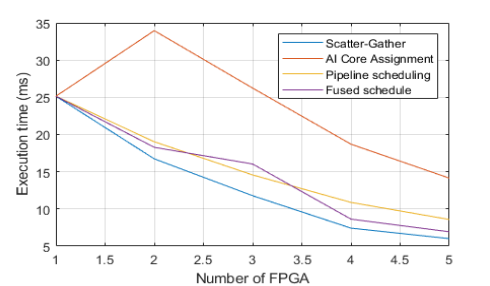 35
30
25
20
15
10
5
Execution time (ms)
Scatter-Gather
AI Core Assignment
Pipeline scheduling
Fused schedule
1 1.5 2 2.5 3 3.5 4 4.5 5
Number of FPGA